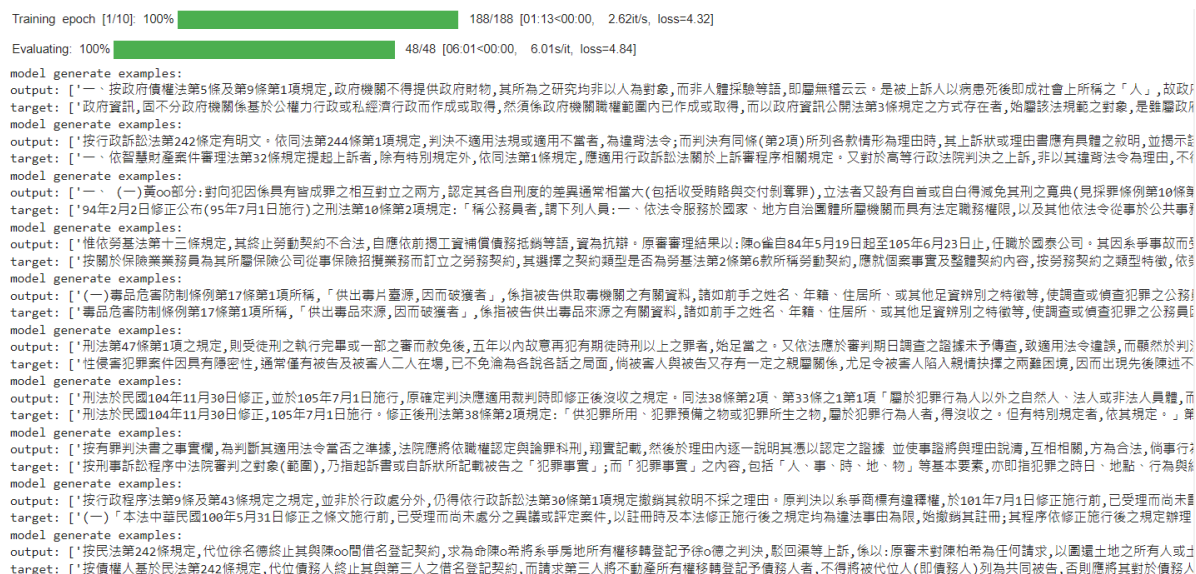 Training epoch [1/10]: 100% 188/188 [01:13<00:00, 2.62it/s, loss=4.32]
Evaluating: 100% 48/48 [06:01<00:00, 6.01s/it, loss=4.84]
model generate examples:
output: ['一、按政府債權法第5條及第9條第1項規定,政府機關不得提供政府財物,其所為之研究均非以人為對象,而非人體採驗等語,即屬無稽云云。是被上訴人以病患死後即成社會上所稱之「人」,故政府
target: ['政府資訊,固不分政府機關係基於公權力行政或私經濟行政而作成或取得,然須係政府機關職權範圍內已作成或取得,而以政府資訊公開法第3條規定之方式存在者,始屬該法規範之對象,是雖屬政府
model generate examples:
output: ['按行政訴訟法第242條定有明文。依同法第244條第1項規定,判決不適用法規或適用不當者,為違背法令;而判決有同條(第2項)所列各款情形為理由時,其上訴狀或理由書應有具體之敘明,並揭示該
target: ['一、依智慧財產案件審理法第32條規定提起上訴者,除有特別規定外,依同法第1條規定,應適用行政訴訟法關於上訴審程序相關規定。又對於高等行政法院判決之上訴,非以其違背法令為理由,不得
model generate examples:
output: ['一、 (一)黃oo部分:對向犯因係具有皆成罪之相互對立之兩方,認定其各自刑度的差異通常相當大(包括收受賄賂與交付剝奪罪),立法者又設有自首或自白得減免其刑之寬典(見採罪條例第10條第
target: ['94年2月2日修正公布(95年7月1日施行)之刑法第10條第2項規定:「稱公務員者,謂下列人員:一、依法令服務於國家、地方自治團體所屬機關而具有法定職務權限,以及其他依法令從事於公共事務
model generate examples:
output: ['惟依勞基法第十三條規定,其終止勞動契約不合法,自應依前揭工資補償債務抵銷等語,資為抗辯。原審審理結果以:陳o雀自84年5月19日起至105年6月23日止,任職於國泰公司。其因系爭事故而受
target: ['按關於保險業業務員為其所屬保險公司從事保險招攬業務而訂立之勞務契約,其選擇之契約類型是否為勞基法第2條第6款所稱勞動契約,應就個案事實及整體契約內容,按勞務契約之類型特徵,依勞
model generate examples:
output: ['(一)毒品危害防制條例第17條第1項所稱,「供出毒片臺源,因而破獲者」,係指被告供取毒機關之有關資料,諸如前手之姓名、年籍、住居所、或其他足資辨別之特徵等,使調查或偵查犯罪之公務員
target: ['毒品危害防制條例第17條第1項所稱,「供出毒品來源,因而破獲者」,係指被告供出毒品來源之有關資料,諸如前手之姓名、年籍、住居所、或其他足資辨別之特徵等,使調查或偵查犯罪之公務員因
model generate examples:
output: ['刑法第47條第1項之規定,則受徒刑之執行完畢或一部之審而赦免後,五年以內故意再犯有期徒時刑以上之罪者,始足當之。又依法應於審判期日調查之證據未予傳查,致適用法令違誤,而顯然於判決
target: ['性侵害犯罪案件因具有隱密性,通常僅有被告及被害人二人在場,已不免淪為各說各話之局面,倘被害人與被告又存有一定之親屬關係,尤足令被害人陷入親情抉擇之兩難困境,因而出現先後陳述不
model generate examples:
output: ['刑法於民國104年11月30日修正,並於105年7月1日施行,原確定判決應適用裁判時即修正後沒收之規定。同法38條第2項、第33條之1第1項「屬於犯罪行為人以外之自然人、法人或非法人員體,而
target: ['刑法於民國104年11月30日修正,105年7月1日施行。修正後刑法第38條第2項規定:「供犯罪所用、犯罪預備之物或犯罪所生之物,屬於犯罪行為人者,得沒收之。但有特別規定者,依其規定。」第
model generate examples:
output: ['按有罪判決書之事實欄,為判斷其適用法令當否之準據,法院應將依職權認定與論罪科刑,翔實記載,然後於理由內逐一說明其憑以認定之證據 並使事證將與理由說清,互相相關,方為合法,倘事行為
target: ['按刑事訴訟程序中法院審判之對象(範圍),乃指起訴書或自訴狀所記載被告之「犯罪事實」;而「犯罪事實」之內容,包括「人、事、時、地、物」等基本要素,亦即指犯罪之時日、地點、行為與
model generate examples:
output: ['按行政程序法第9條及第43條規定之規定,並非於行政處分外,仍得依行政訴訟法第30條第1項規定撤銷其敘明不採之理由。原判決以系爭商標有違釋權,於101年7月1日修正施行前,已受理而尚未
target: ['(一)「本法中華民國100年5月31日修正之條文施行前,已受理而尚未處分之異議或評定案件,以註冊時及本法修正施行後之規定均為違法事由為限,始撤銷其註冊;其程序依修正施行後之規定辦理
model generate examples:
output: ['按民法第242條規定,代位徐名德終止其與陳oo間借名登記契約,求為命陳o希將系爭房地所有權移轉登記予徐o德之判決,駁回渠等上訴,係以:原審未對陳柏希為任何請求,以圖還土地之所有人或
target: ['按債權人基於民法第242條規定,代位債務人終止其與第三人之借名登記契約,而請求第三人將不動產所有權移轉登記予債務人者,不得將被代位人(即債務人)列為共同被告,否則應將其對於債務人